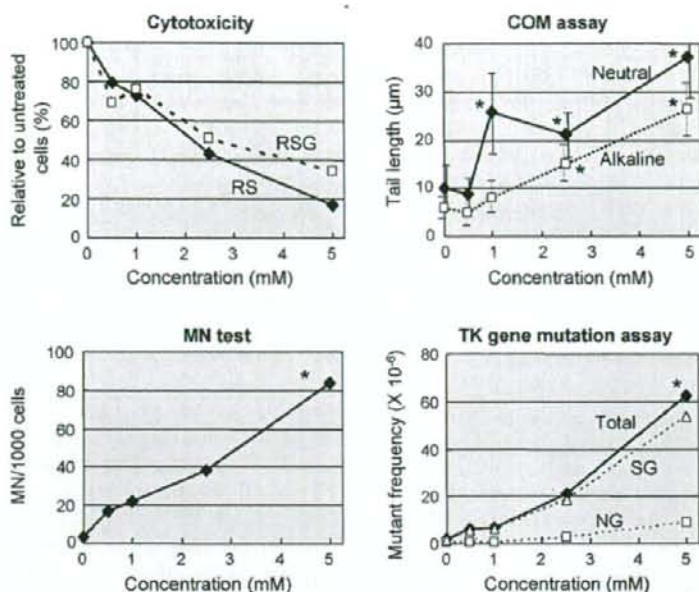 Cytotoxicity
Relative to untreated
cells (%)
100
80
60
40
20
0
RSG
RS
0 1 2 3 4 5
Concentration (mM)
COM assay
Tail length (µm)
40
30
20
10
0
*
*
*
*
*
Neutral
Alkaline
0 1 2 3 4 5
Concentration (mM)
MN test
MN/1000 cells
100
80
60
40
20
0
*
0 1 2 3 4 5
Concentration (mM)
TK gene mutation assay
Mutant frequency (X 10⁻⁶)
80
60
40
20
0
*
Total
SG
NG
0 1 2 3 4 5
Concentration (mM)